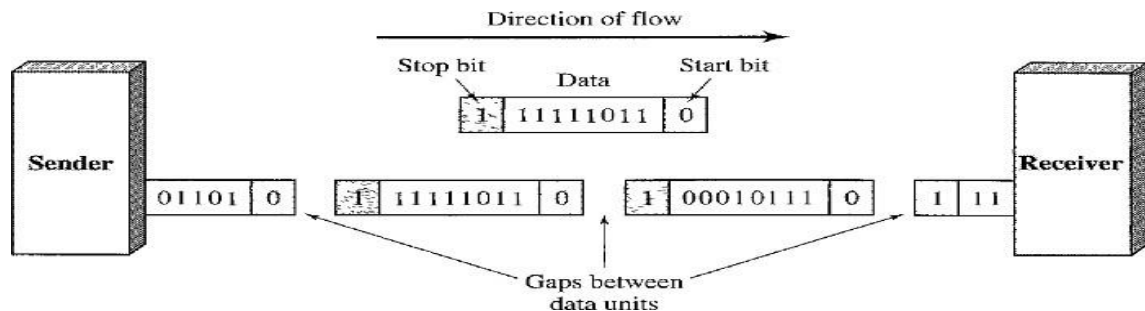 Direction of flow
Stop bit
Data
Start bit
1 11111011 0
Sender
Receiver
01101 0
1 11111011 0
1 00010111 0
1 11
Gaps between
data units